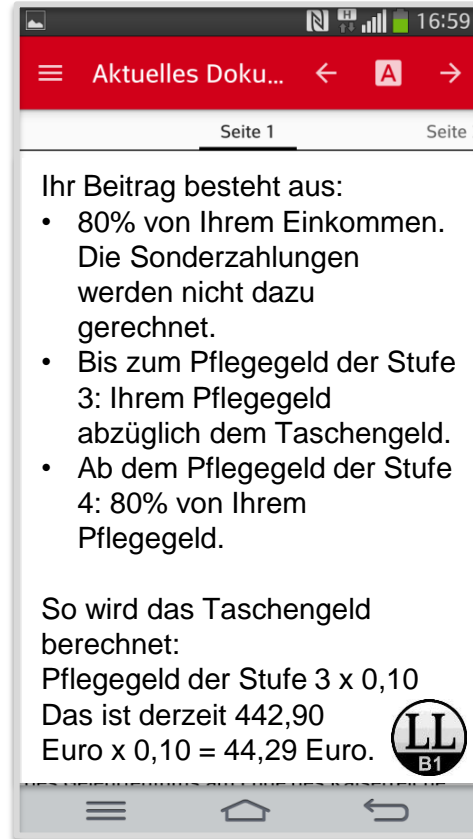 16:59
Aktuelles Doku... A
Seite 1 Seite
Ihr Beitrag besteht aus:
• 80% von Ihrem Einkommen.
Die Sonderzahlungen
werden nicht dazu
gerechnet.
• Bis zum Pflegegeld der Stufe
3: Ihrem Pflegegeld
abzüglich dem Taschengeld.
• Ab dem Pflegegeld der Stufe
4: 80% von Ihrem
Pflegegeld.
So wird das Taschengeld
berechnet:
Pflegegeld der Stufe 3 x 0,10
Das ist derzeit 442,90
Euro x 0,10 = 44,29 Euro.
LL
B1